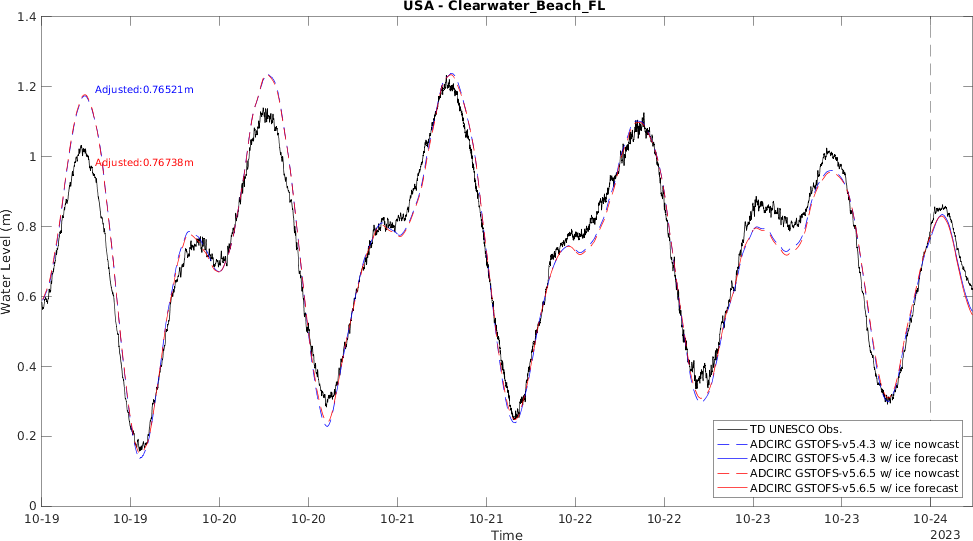 USA - Clearwater_Beach_FL
1.4
1.2
1
0.8
0.6
0.4
0.2
0
Water Level (m)
Adjusted:0.76521m
Adjusted:0.76738m
TD UNESCO Obs.
ADCIRC GSTOFS-v5.4.3 w/ ice nowcast
ADCIRC GSTOFS-v5.4.3 w/ ice forecast
ADCIRC GSTOFS-v5.6.5 w/ ice nowcast
ADCIRC GSTOFS-v5.6.5 w/ ice forecast
10-19 10-19 10-20 10-20 10-21 10-21 10-22 10-22 10-23 10-23 10-24
2023
Time